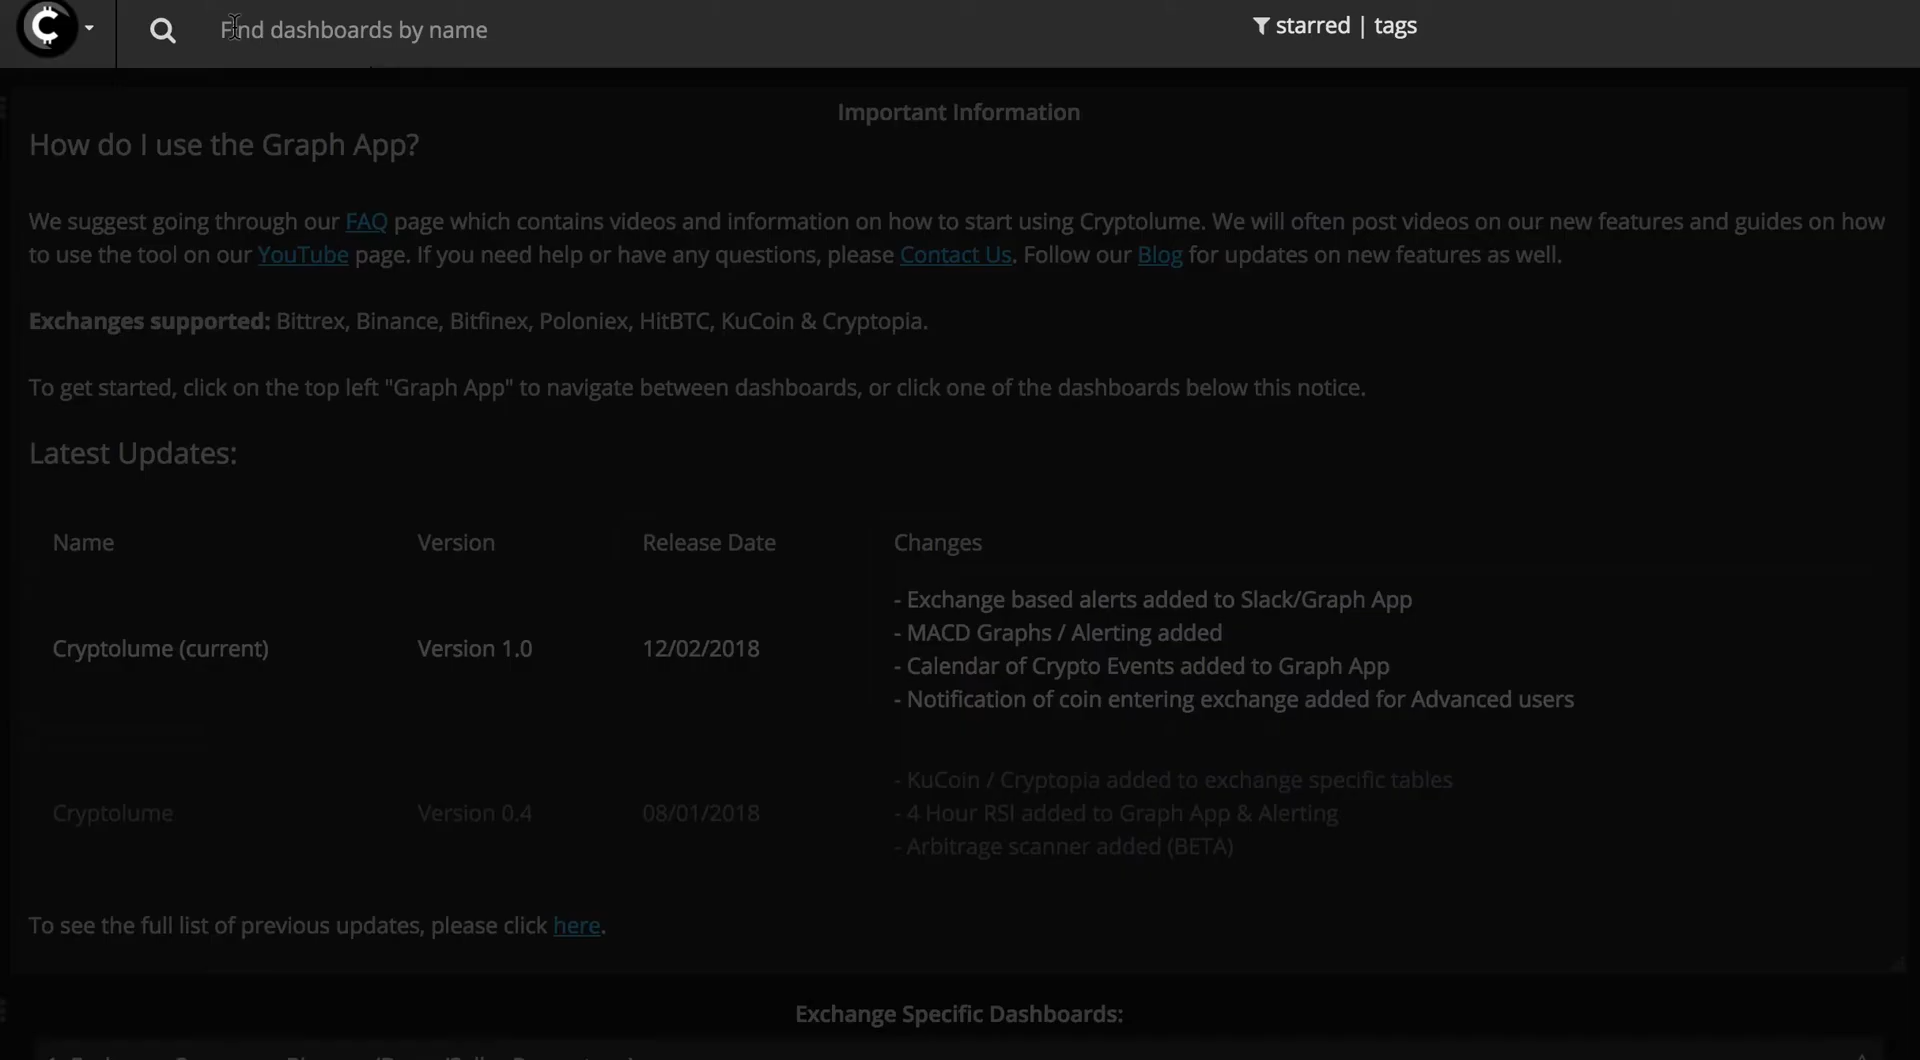 Find dashboards by name
starred | tags
Important Information
How do I use the Graph App?
We suggest going through our FAQ page which contains videos and information on how to start using Cryptolume. We will often post videos on our new features and guides on how
to use the tool on our YouTube page. If you need help or have any questions, please Contact Us. Follow our Blog for updates on new features as well.
Exchanges supported: Bittrex, Binance, Bitfinex, Poloniex, HitBTC, KuCoin & Cryptopia.
To get started, click on the top left "Graph App" to navigate between dashboards, or click one of the dashboards below this notice.
Latest Updates:
Name Version Release Date Changes
- Exchange based alerts added to Slack/Graph App
- MACD Graphs / Alerting added
Cryptolume (current) Version 1.0 12/02/2018
- Calendar of Crypto Events added to Graph App
- Notification of coin entering exchange added for Advanced users
- KuCoin / Cryptopia added to exchange specific tables
Cryptolume Version 0.4 08/01/2018 - 4 Hour RSI added to Graph App & Alerting
- Arbitrage scanner added (BETA)
To see the full list of previous updates, please click here.
Exchange Specific Dashboards: